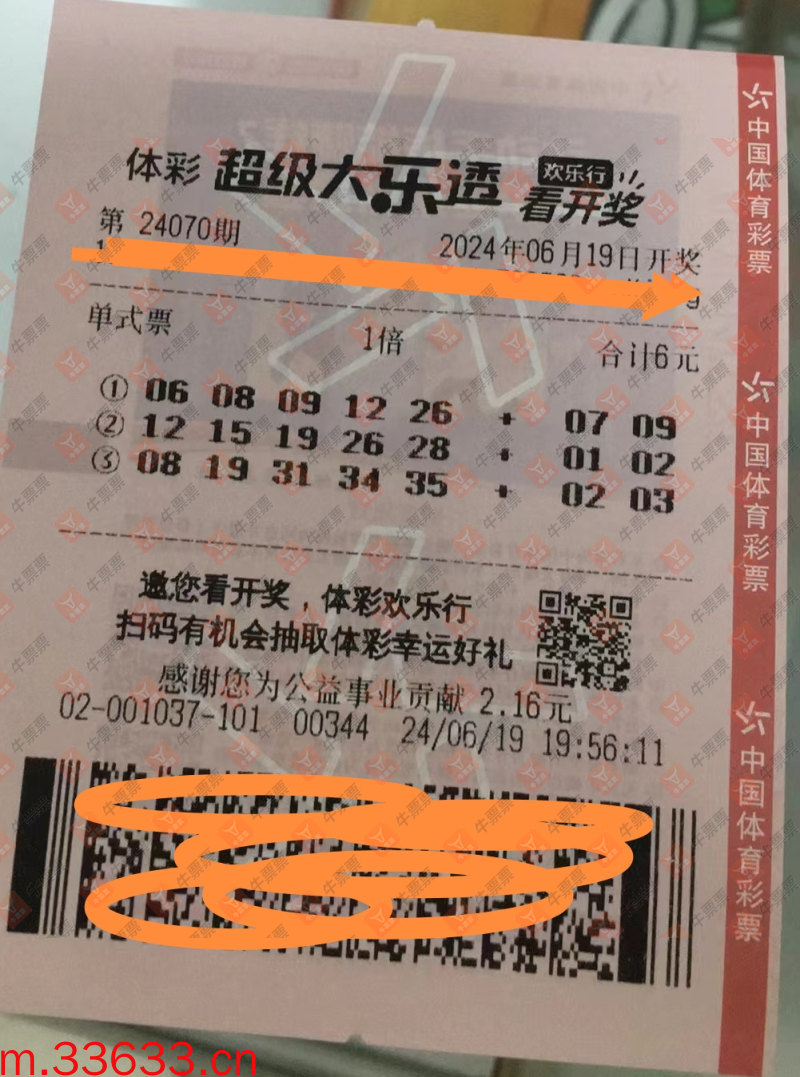 体彩 超级大乐透 欢乐行 看开奖
第 24070期 2024年06月19日开奖
单式票 1倍 合计6元
① 06 08 09 12 26 + 07 09
② 12 15 19 26 28 + 01 02
③ 08 19 31 34 35 + 02 03
邀您看开奖，体彩欢乐行
扫码有机会抽取体彩幸运好礼
感谢您为公益事业贡献 2.16元
02-001037-101 00344 24/06/19 19:56:11
中国体育彩票
中国体育彩票
中国体育彩票
牛票票
m.33633.cn